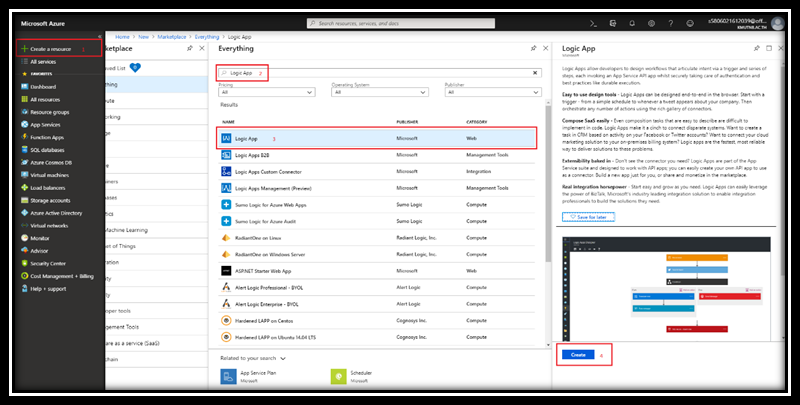 Microsoft Azure
Search resources, services, and docs
s5806021612039@off...
KMUTNB.AC.TH
Create a resource 1
All services
FAVORITES
Dashboard
All resources
Resource groups
App Services
Function Apps
SQL databases
Azure Cosmos DB
Virtual machines
Load balancers
Storage accounts
Azure Active Directory
Virtual networks
Monitor
Advisor
Security Center
Cost Management + Billing
Help + support
Home > New > Marketplace > Everything > Logic App
ketplace
ed List 0
thing
ute
orking
ge
iners
ases
Machine Learning
et of Things
ation
ity
oper tools
gement Tools
are as a service (SaaS)
chain
Everything
Logic App 2
Pricing
All
Operating System
All
Publisher
All
Results
NAME PUBLISHER CATEGORY
Logic App 3 Microsoft Web
Logic Apps B2B Microsoft Management Tools
Logic Apps Custom Connector Microsoft Integration
Logic Apps Management (Preview) Microsoft Management Tools
Sumo Logic for Azure Web Apps Sumo Logic Compute
Sumo Logic for Azure Audit Sumo Logic Compute
RadiantOne on Linux Radiant Logic, Inc. Compute
RadiantOne on Windows Server Radiant Logic, Inc. Compute
ASP.NET Starter Web App Microsoft Web
Alert Logic Professional - BYOL Alert Logic Compute
Alert Logic Enterprise - BYOL Alert Logic Compute
Hardened LAPP on Centos Cognosys Inc. Compute
Hardened LAPP on Ubuntu 14.04 LTS Cognosys Inc. Compute
Related to your search
App Service Plan
Microsoft
Scheduler
Microsoft
Logic App
Microsoft
Logic Apps allow developers to design workflows that articulate intent via a trigger and series of
steps, each invoking an App Service API app whilst securely taking care of authentication and
best practices like durable execution.
Easy to use design tools - Logic Apps can be designed end-to-end in the browser. Start with a
trigger - from a simple schedule to whenever a tweet appears about your company. Then
orchestrate any number of actions using the rich gallery of connectors.
Compose SaaS easily - Even composition tasks that are easy to describe are difficult to
implement in code. Logic Apps make it a cinch to connect disparate systems. Want to create a
task in CRM based on activity on your Facebook or Twitter accounts? Want to connect your cloud
marketing solution to your on-premises billing system? Logic apps are the fastest, most reliable
way to deliver solutions to these problems.
Extensibility baked in - Don't see the connector you need? Logic Apps are part of the App
Service suite and designed to work with API apps; you can easily create your own API app to use
as a connector. Build a new app just for you, or share and monetize in the marketplace.
Real integration horsepower - Start easy and grow as you need. Logic Apps can easily leverage
the power of BizTalk, Microsoft's industry leading integration solution to enable integration
professionals to build the solutions they need.
Save for later
Create 4